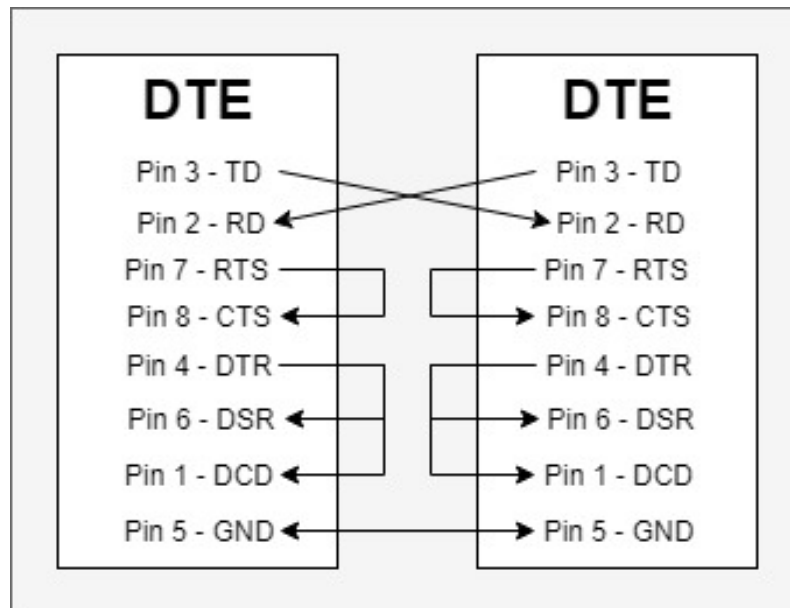 DTE
Pin 3 - TD
Pin 2 - RD
Pin 7 - RTS
Pin 8 - CTS
Pin 4 - DTR
Pin 6 - DSR
Pin 1 - DCD
Pin 5 - GND
DTE
Pin 3 - TD
Pin 2 - RD
Pin 7 - RTS
Pin 8 - CTS
Pin 4 - DTR
Pin 6 - DSR
Pin 1 - DCD
Pin 5 - GND